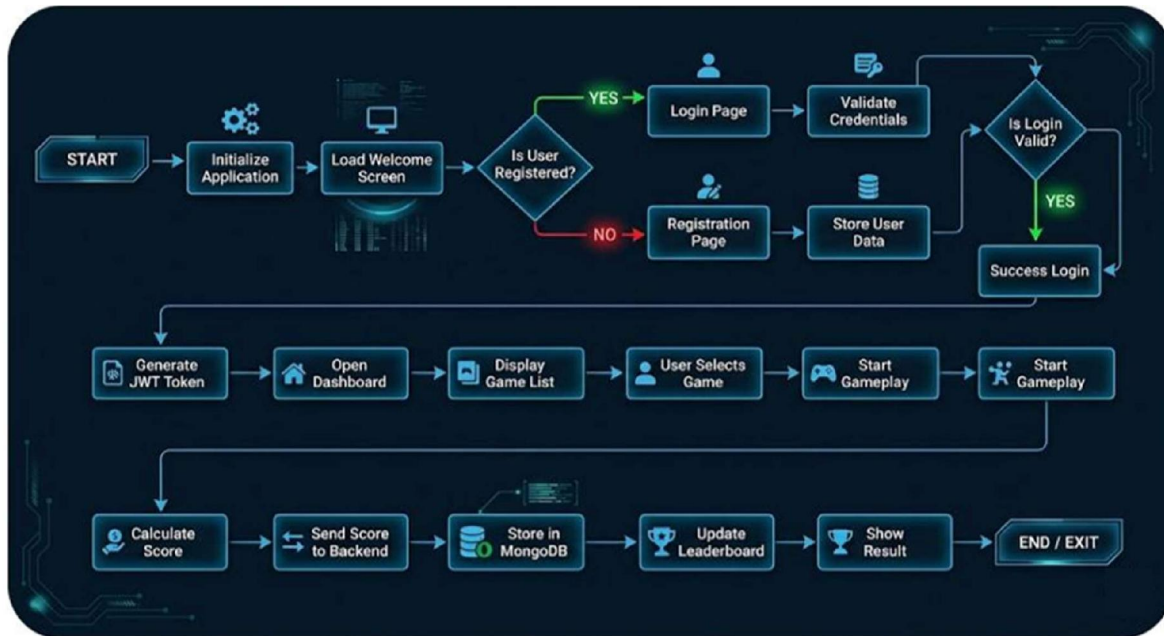 START
Initialize
Application
Load Welcome
Screen
Is User
Registered?
YES
Login Page
Validate
Credentials
Is Login
Valid?
YES
NO
Registration
Page
Store User
Data
Success Login
Generate
JWT Token
Open
Dashboard
Display
Game List
User Selects
Game
Start
Gameplay
Start
Gameplay
Calculate
Score
Send Score
to Backend
Store in
MongoDB
Update
Leaderboard
Show
Result
END / EXIT